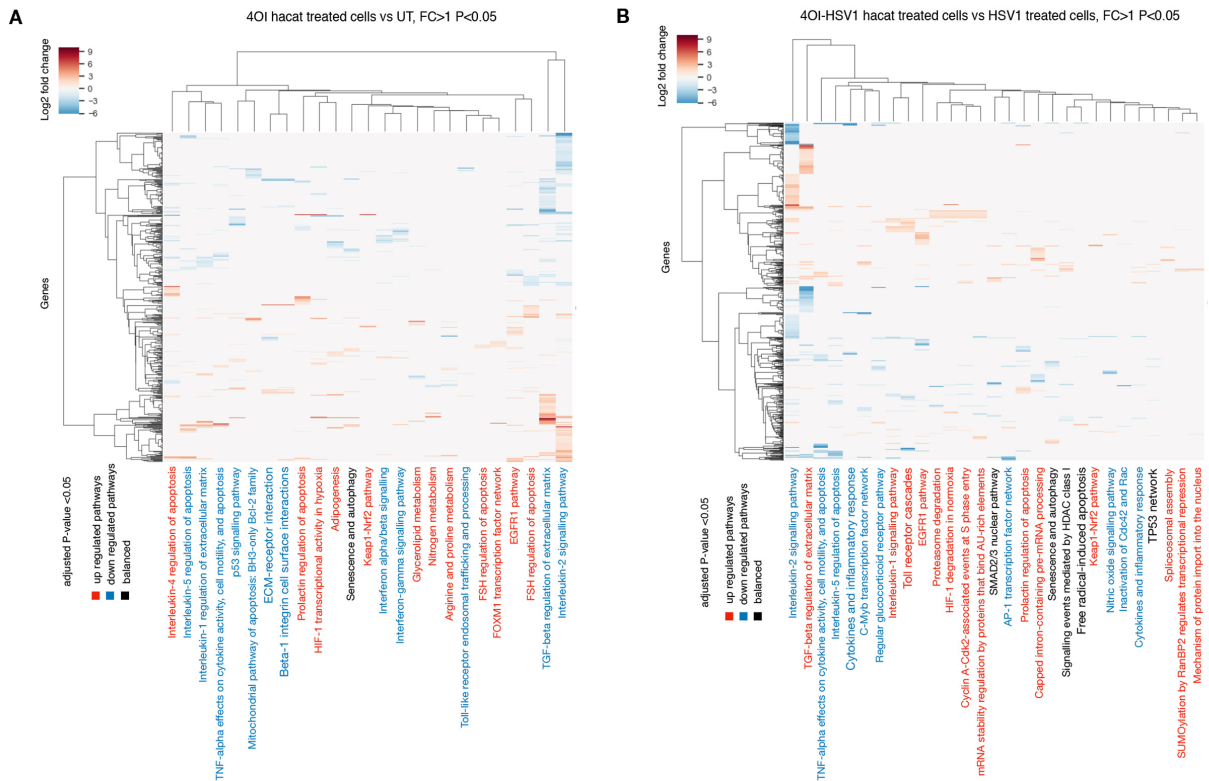 A
4OI hacat treated cells vs UT, FC>1 P<0.05
Log2 fold change
9
6
3
0
−3
−6
Genes
adjusted P-value <0.05
up regulated pathways
down regulated pathways
balanced
Interleukin-4 regulation of apoptosis
Interleukin-5 regulation of apoptosis
Interleukin-1 regulation of extracellular matrix
TNF-alpha effects on cytokine activity, cell motility, and apoptosis
p53 signalling pathway
Mitochondrial pathway of apoptosis: BH3-only Bcl-2 family
ECM-receptor interaction
Beta-1 integrin cell surface interactions
Prolactin regulation of apoptosis
HIF-1 transcriptional activity in hypoxia
Adipogenesis
Senescence and autophagy
Keap1-Nrf2 pathway
Interferon alpha/beta signalling
Interferon-gamma signalling pathway
Glycerolipid metabolism
Nitrogen metabolism
Arginine and proline metabolism
Toll-like receptor endosomal trafficking and processing
FSH regulation of apoptosis
FOXM1 transcription factor network
EGFR1 pathway
FSH regulation of apoptosis
TGF-beta regulation of extracellular matrix
Interleukin-2 signalling pathway
B
4OI-HSV1 hacat treated cells vs HSV1 treated cells, FC>1 P<0.05
Log2 fold change
9
6
3
0
−3
−6
Genes
adjusted P-value <0.05
up regulated pathways
down regulated pathways
balanced
Interleukin-2 signalling pathway
TGF-beta regulation of extracellular matrix
TNF-alpha effects on cytokine activity, cell motility, and apoptosis
Interleukin-5 regulation of apoptosis
Cytokines and inflammatory response
C-Myb transcription factor network
Regular glucocorticoid receptor pathway
Interleukin-1 signalling pathway
Toll receptor cascades
EGFR1 pathway
Proteasome degradation
HIF-1 degradation in normoxia
Cyclin A-Cdk2-associated events at S phase entry
mRNA stability regulation by proteins that bind AU-rich elements
SMAD2/3 nuclear pathway
AP-1 transcription factor network
Prolactin regulation of apoptosis
Capped intron-containing pre-mRNA processing
Senescence and autophagy
Signalling events mediated by HDAC class I
Free radical-induced apoptosis
Keap1-Nrf2 pathway
Nitric oxide signalling pathway
Inactivation of Cdc42 and Rac
Cytokines and inflammatory response
TP53 network
Spliceosomal assembly
SUMOylation by RanBP2 regulates transcriptional repression
Mechanism of protein import into the nucleus